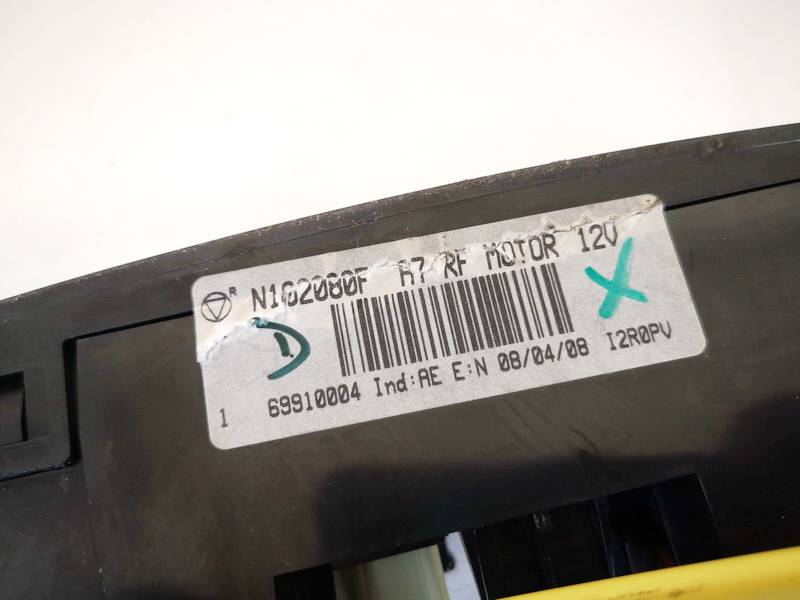 R N102080F A7 RF MOTOR 12V
D X
1 69910004 Ind:AE E:N 08/04/08 I2R0PV